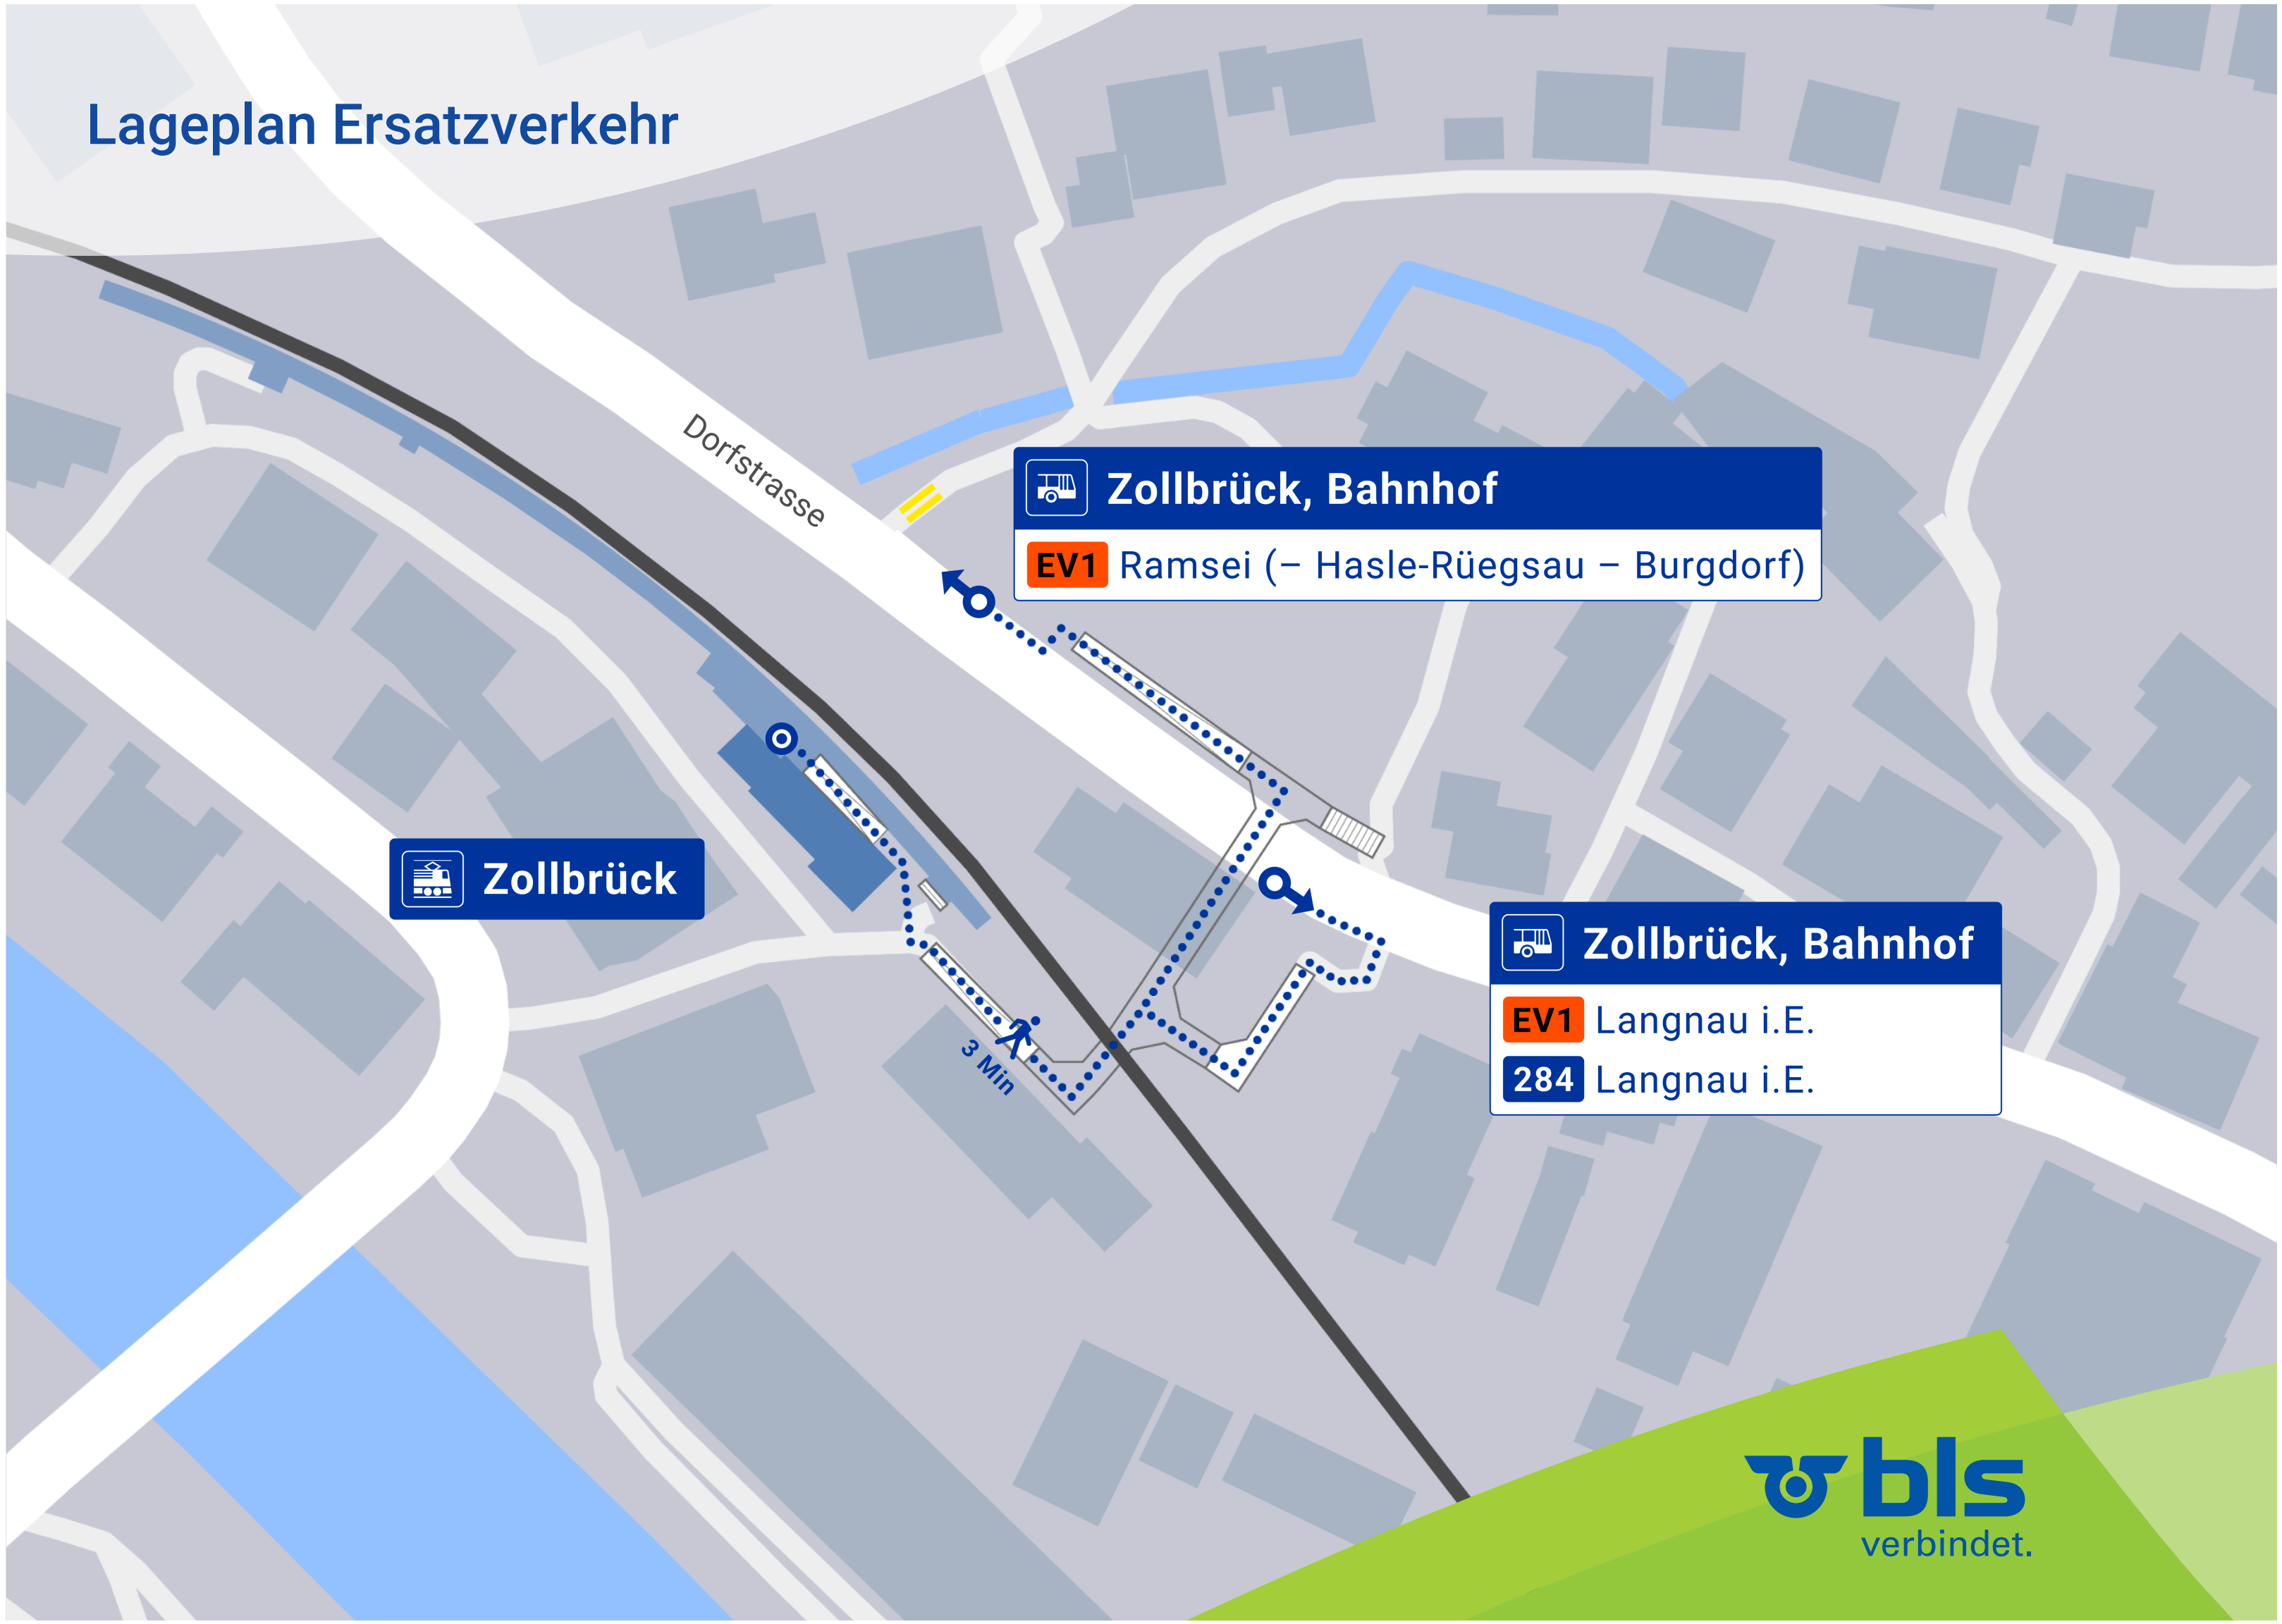 Lageplan Ersatzverkehr
Dorfstrasse
Zollbrück, Bahnhof
EV1 Ramsei (– Hasle-Rüegsau – Burgdorf)
Zollbrück
3 Min
Zollbrück, Bahnhof
EV1 Langnau i.E.
284 Langnau i.E.
bls
verbindet.